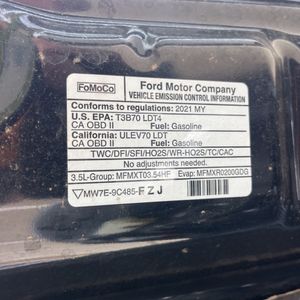 FoMoCo
Ford Motor Company
VEHICLE EMISSION CONTROL INFORMATION
Conforms to regulations: 2021 MY
U.S. EPA: T3B70 LDT4
CA OBD II Fuel: Gasoline
California: ULEV70 LDT
CA OBD II Fuel: Gasoline
TWC/DFI/SFI/HO2S/WR-HO2S/TC/CAC
No adjustments needed.
3.5L-Group: MFMXT03.54HF Evap: MFMXR0200GDG
MW7E-9C485-FZJ